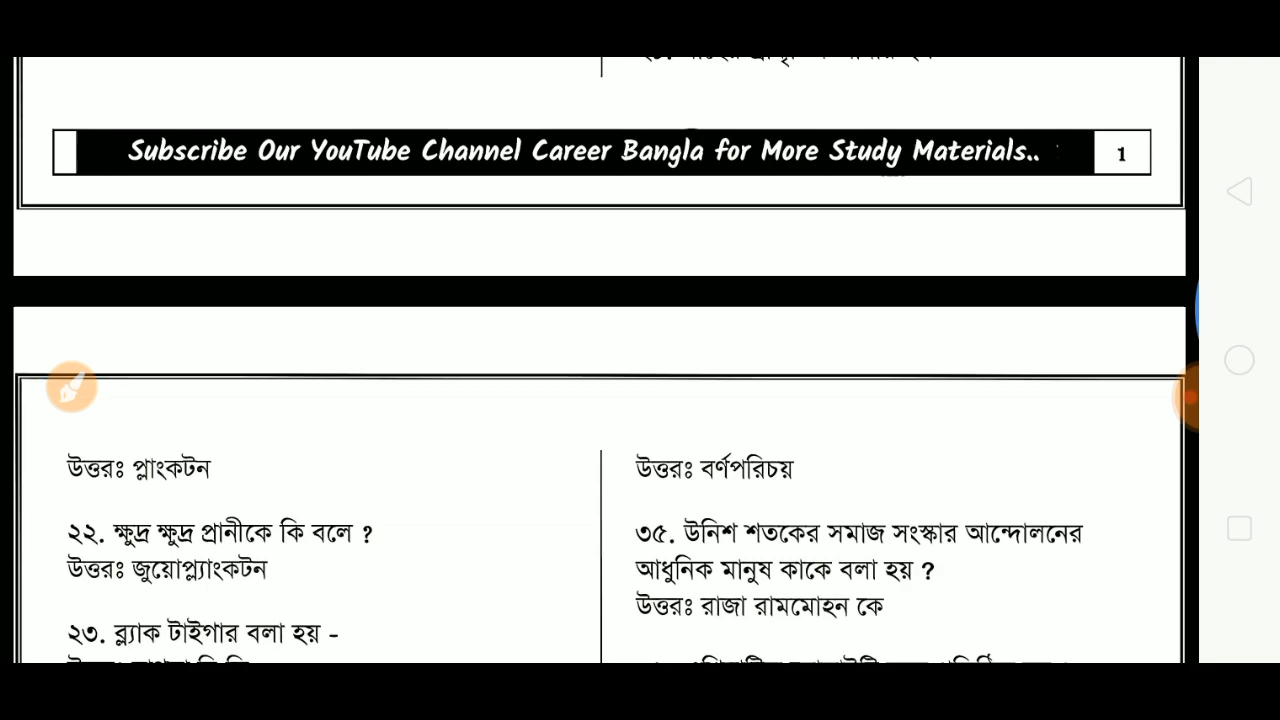 Subscribe Our YouTube Channel Career Bangla for More Study Materials..
1
উত্তরঃ প্লাংকটন
২২. ক্ষুদ্র ক্ষুদ্র প্রানীকে কি বলে ?
উত্তরঃ জুয়োপ্ল্যাংকটন
২৩. ব্ল্যাক টাইগার বলা হয় -
উত্তরঃ বর্ণপরিচয়
৩৫. উনিশ শতকের সমাজ সংস্কার আন্দোলনের
আধুনিক মানুষ কাকে বলা হয় ?
উত্তরঃ রাজা রামমোহন কে